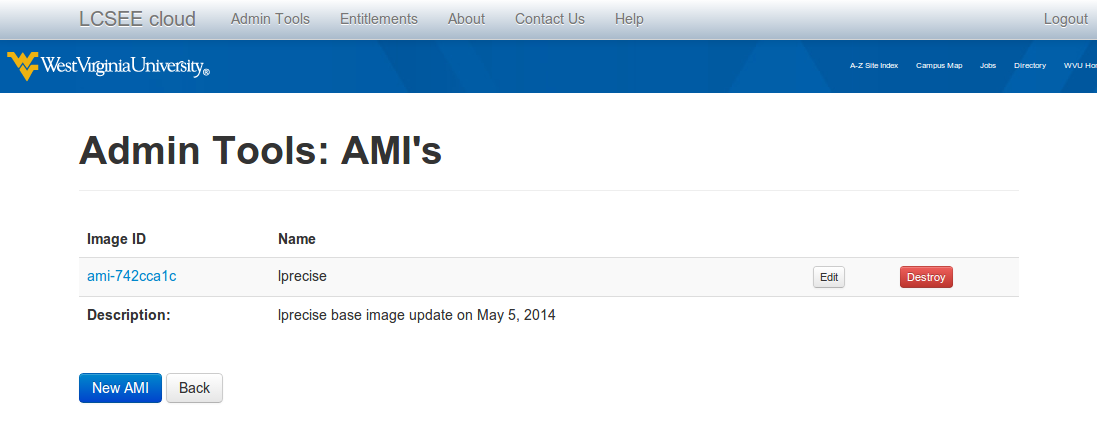 LCSEE cloud Admin Tools Entitlements About Contact Us Help Logout
WestVirginiaUniversity® A-Z Site Index Campus Map Jobs Directory WVU
Admin Tools: AMI's
Image ID Name
ami-742cca1c lprecise Edit Destroy
Description: lprecise base image update on May 5, 2014
New AMI Back